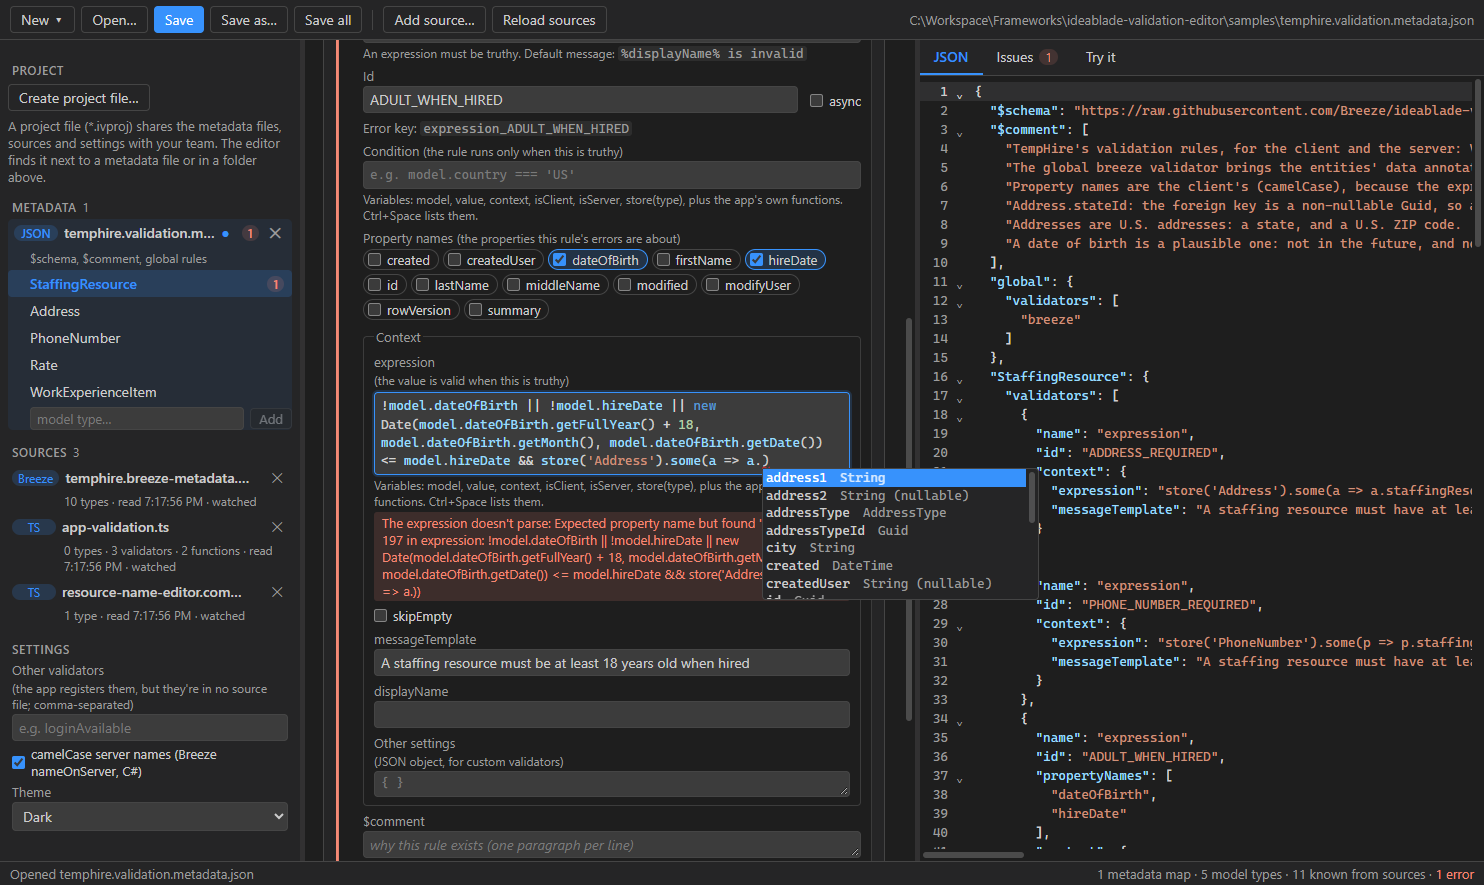 New ▾ Open... Save Save as... Save all Add source... Reload sources C:\Workspace\Frameworks\ideablade-validation-editor\samples\temphire.validation.metadata.json
PROJECT
Create project file...
A project file (*.ivproj) shares the metadata files,
sources and settings with your team. The editor
finds it next to a metadata file or in a folder
above.
METADATA 1
JSON temphire.validation.m... • 1
$schema, $comment, global rules
StaffingResource 1
Address
PhoneNumber
Rate
WorkExperienceItem
model type... Add
SOURCES 3
Breeze temphire.breeze-metadata....
10 types · read 7:17:56 PM · watched
TS app-validation.ts
0 types · 3 validators · 2 functions · read
7:17:56 PM · watched
TS resource-name-editor.com...
1 type · read 7:17:56 PM · watched
SETTINGS
Other validators
(the app registers them, but they're in no source
file; comma-separated)
e.g. loginAvailable
camelCase server names (Breeze
nameOnServer, C#)
Theme
Dark
An expression must be truthy. Default message: %displayName% is invalid
Id
ADULT_WHEN_HIRED async
Error key: expression_ADULT_WHEN_HIRED
Condition (the rule runs only when this is truthy)
e.g. model.country === 'US'
Variables: model, value, context, isClient, isServer, store(type), plus the app's own functions.
Ctrl+Space lists them.
Property names (the properties this rule's errors are about)
created createdUser dateOfBirth firstName hireDate
id lastName middleName modified modifyUser
rowVersion summary
Context
expression
(the value is valid when this is truthy)
!model.dateOfBirth || !model.hireDate || new
Date(model.dateOfBirth.getFullYear() + 18,
model.dateOfBirth.getMonth(), model.dateOfBirth.getDate())
<= model.hireDate && store('Address').some(a => a.)
Variables: model, value, context, isClient, isServer, store(type), plus the app
functions. Ctrl+Space lists them.
The expression doesn't parse: Expected property name but found '
197 in expression: !model.dateOfBirth || !model.hireDate || new
Date(model.dateOfBirth.getFullYear() + 18, model.dateOfBirth.getM
model.dateOfBirth.getDate()) <= model.hireDate && store('Addres
=> a.))
address1 String
address2 String (nullable)
addressType AddressType
addressTypeId Guid
city String
created DateTime
createdUser String (nullable)
id Guid
skipEmpty
messageTemplate
A staffing resource must be at least 18 years old when hired
displayName
Other settings
(JSON object, for custom validators)
{ }
$comment
why this rule exists (one paragraph per line)
JSON Issues 1 Try it
1 {
2 "$schema": "https://raw.githubusercontent.com/Breeze/ideablade-v
3 "$comment": [
4 "TempHire's validation rules, for the client and the server: V
5 "The global breeze validator brings the entities' data annotat
6 "Property names are the client's (camelCase), because the expr
7 "Address.stateId: the foreign key is a non-nullable Guid, so a
8 "Addresses are U.S. addresses: a state, and a U.S. ZIP code.
9 "A date of birth is a plausible one: not in the future, and no
10 ],
11 "global": {
12 "validators": [
13 "breeze"
14 ]
15 },
16 "StaffingResource": {
17 "validators": [
18 {
19 "name": "expression",
20 "id": "ADDRESS_REQUIRED",
"context": {
"expression": "store('Address').some(a => a.staffingReso
"messageTemplate": "A staffing resource must have at lea
}
"name": "expression",
28 "id": "PHONE_NUMBER_REQUIRED",
29 "context": {
30 "expression": "store('PhoneNumber').some(p => p.staffing
31 "messageTemplate": "A staffing resource must have at lea
32 }
33 },
34 {
35 "name": "expression",
36 "id": "ADULT_WHEN_HIRED",
37 "propertyNames": [
38 "dateOfBirth",
39 "hireDate"
40 ],
Opened temphire.validation.metadata.json 1 metadata map · 5 model types · 11 known from sources · 1 error